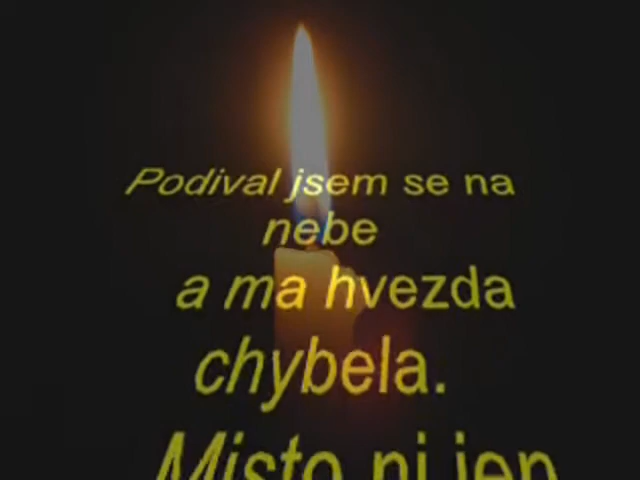 Podival jsem se na
nebe
a ma hvezda
chybela.
Misto ni jen